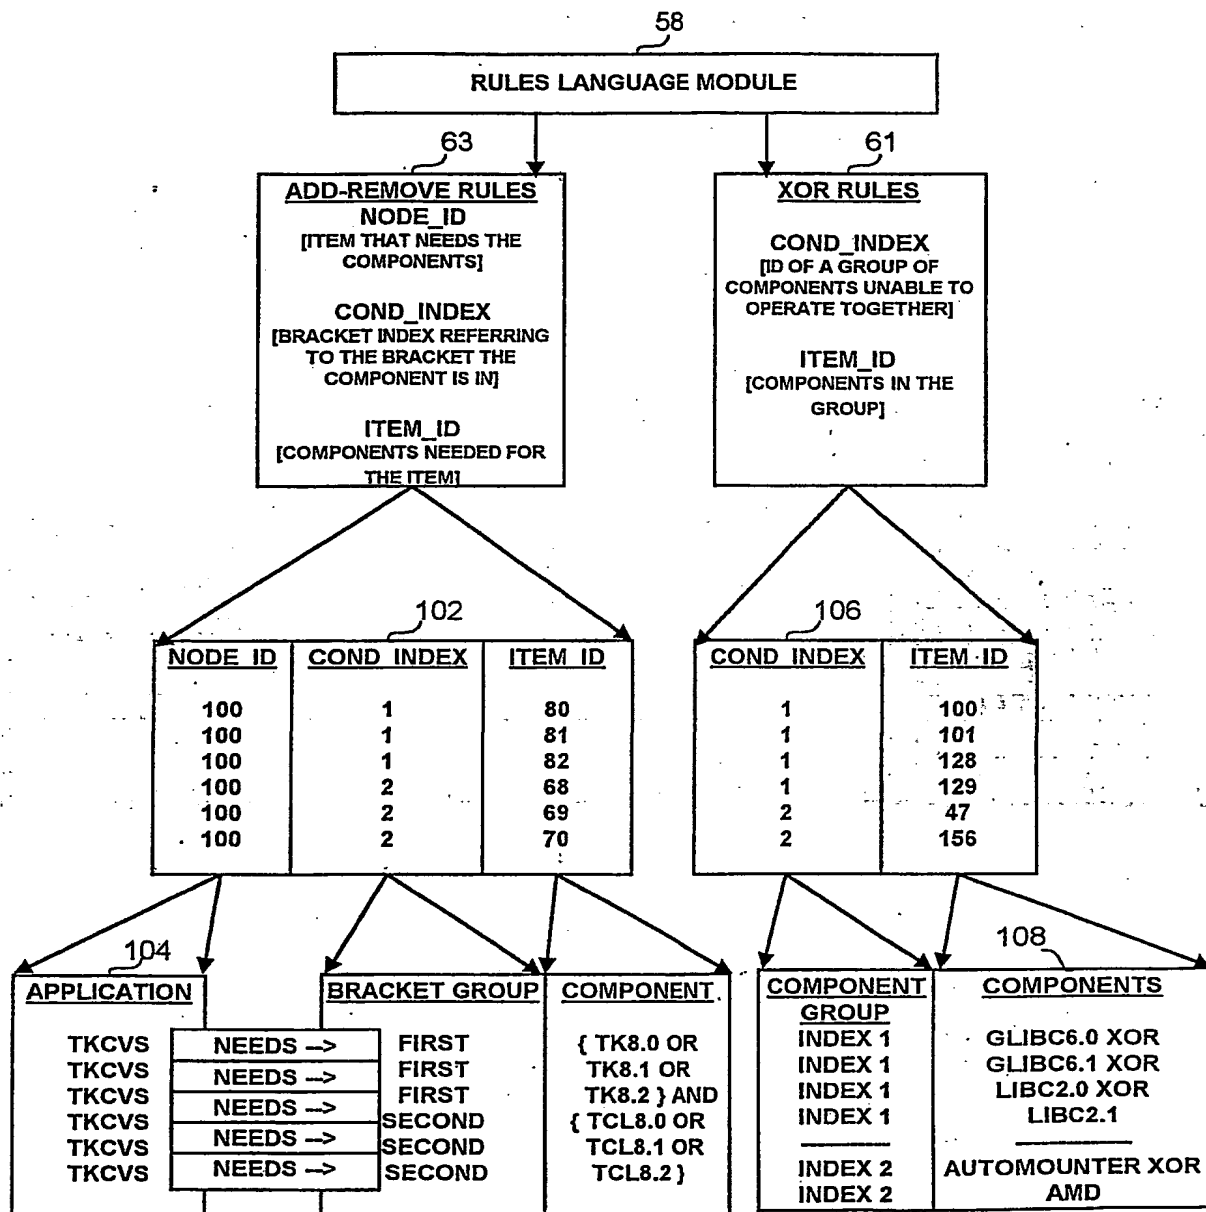 58
RULES LANGUAGE MODULE
63
ADD-REMOVE RULES
NODE_ID
[ITEM THAT NEEDS THE
COMPONENTS]
COND_INDEX
[BRACKET INDEX REFERRING
TO THE BRACKET THE
COMPONENT IS IN]
ITEM_ID
[COMPONENTS NEEDED FOR
THE ITEM]
61
XOR RULES
COND_INDEX
[ID OF A GROUP OF
COMPONENTS UNABLE TO
OPERATE TOGETHER]
ITEM_ID
[COMPONENTS IN THE
GROUP]
102
NODE_ID COND_INDEX ITEM_ID
100 1 80
100 1 81
100 1 82
100 2 68
100 2 69
100 2 70
106
COND_INDEX ITEM_ID
1 100
1 101
1 128
1 129
2 47
2 156
104
APPLICATION BRACKET GROUP COMPONENT
TKCVS NEEDS --> FIRST { TK8.0 OR
TKCVS NEEDS --> FIRST TK8.1 OR
TKCVS NEEDS --> FIRST TK8.2 } AND
TKCVS NEEDS --> SECOND { TCL8.0 OR
TKCVS NEEDS --> SECOND TCL8.1 OR
TKCVS NEEDS --> SECOND TCL8.2 }
108
COMPONENT COMPONENTS
GROUP
INDEX 1 GLIBC6.0 XOR
INDEX 1 GLIBC6.1 XOR
INDEX 1 LIBC2.0 XOR
INDEX 1 LIBC2.1
INDEX 2 AUTOMOUNTER XOR
INDEX 2 AMD